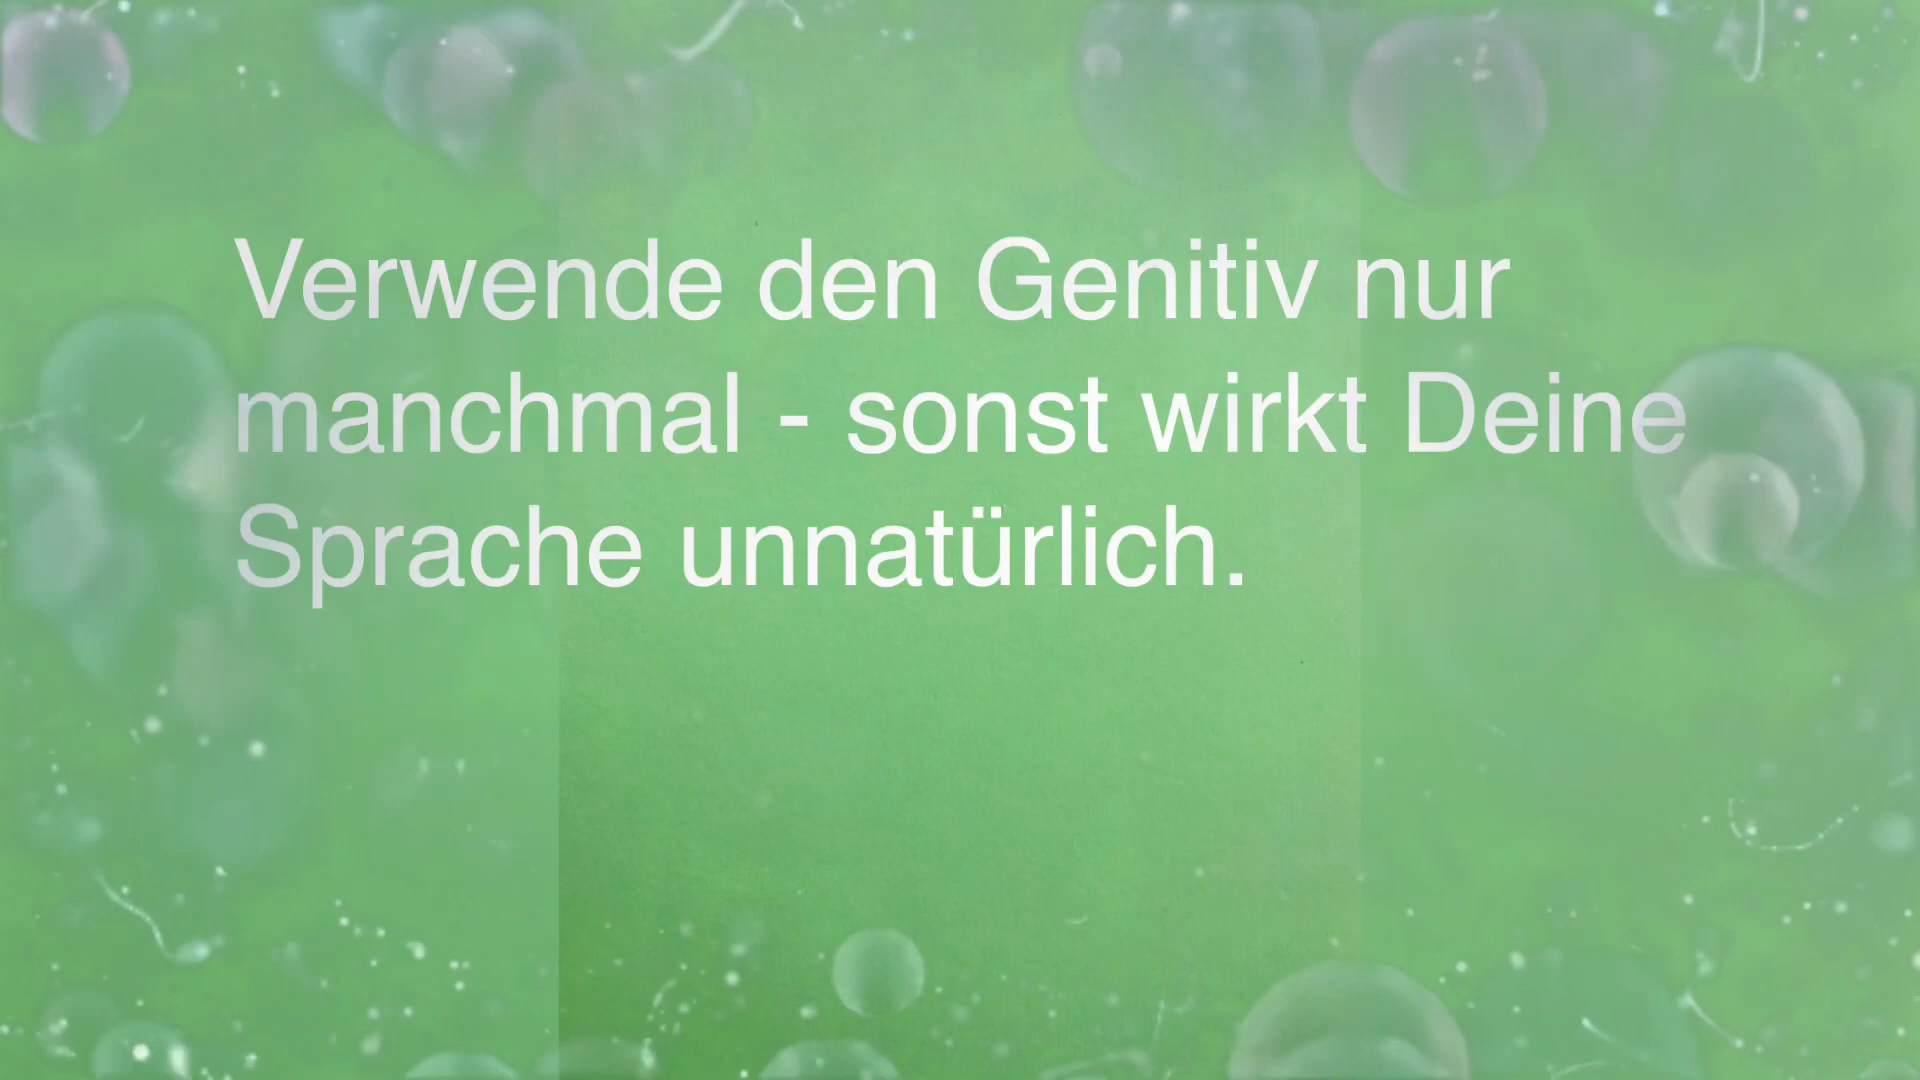 Verwende den Genitiv nur
manchmal - sonst wirkt Deine
Sprache unnatürlich.